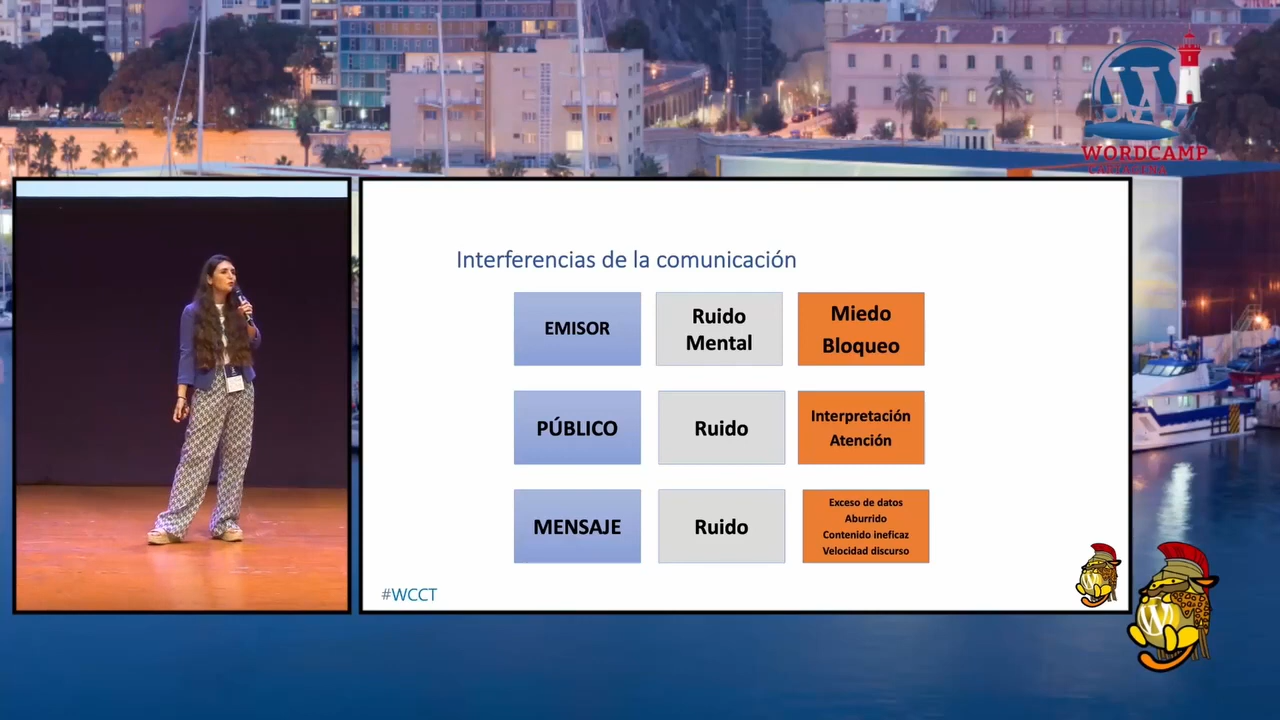 WORDCAMP
CARTAGENA
Interferencias de la comunicación
EMISOR
Ruido
Mental
Miedo
Bloqueo
PÚBLICO
Ruido
Interpretación
Atención
MENSAJE
Ruido
Exceso de datos
Aburrido
Contenido ineficaz
Velocidad discurso
#WCCT